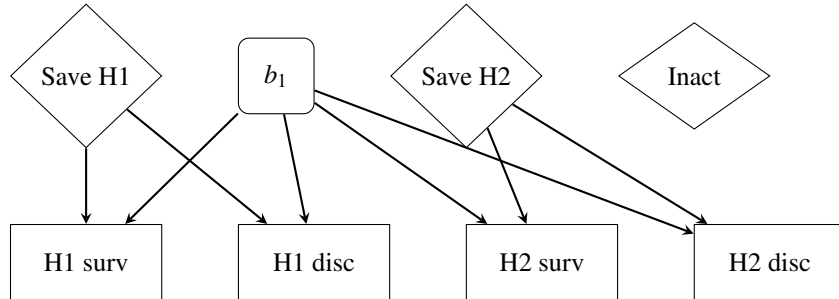 Save H1
b₁
Save H2
Inact
H1 surv
H1 disc
H2 surv
H2 disc